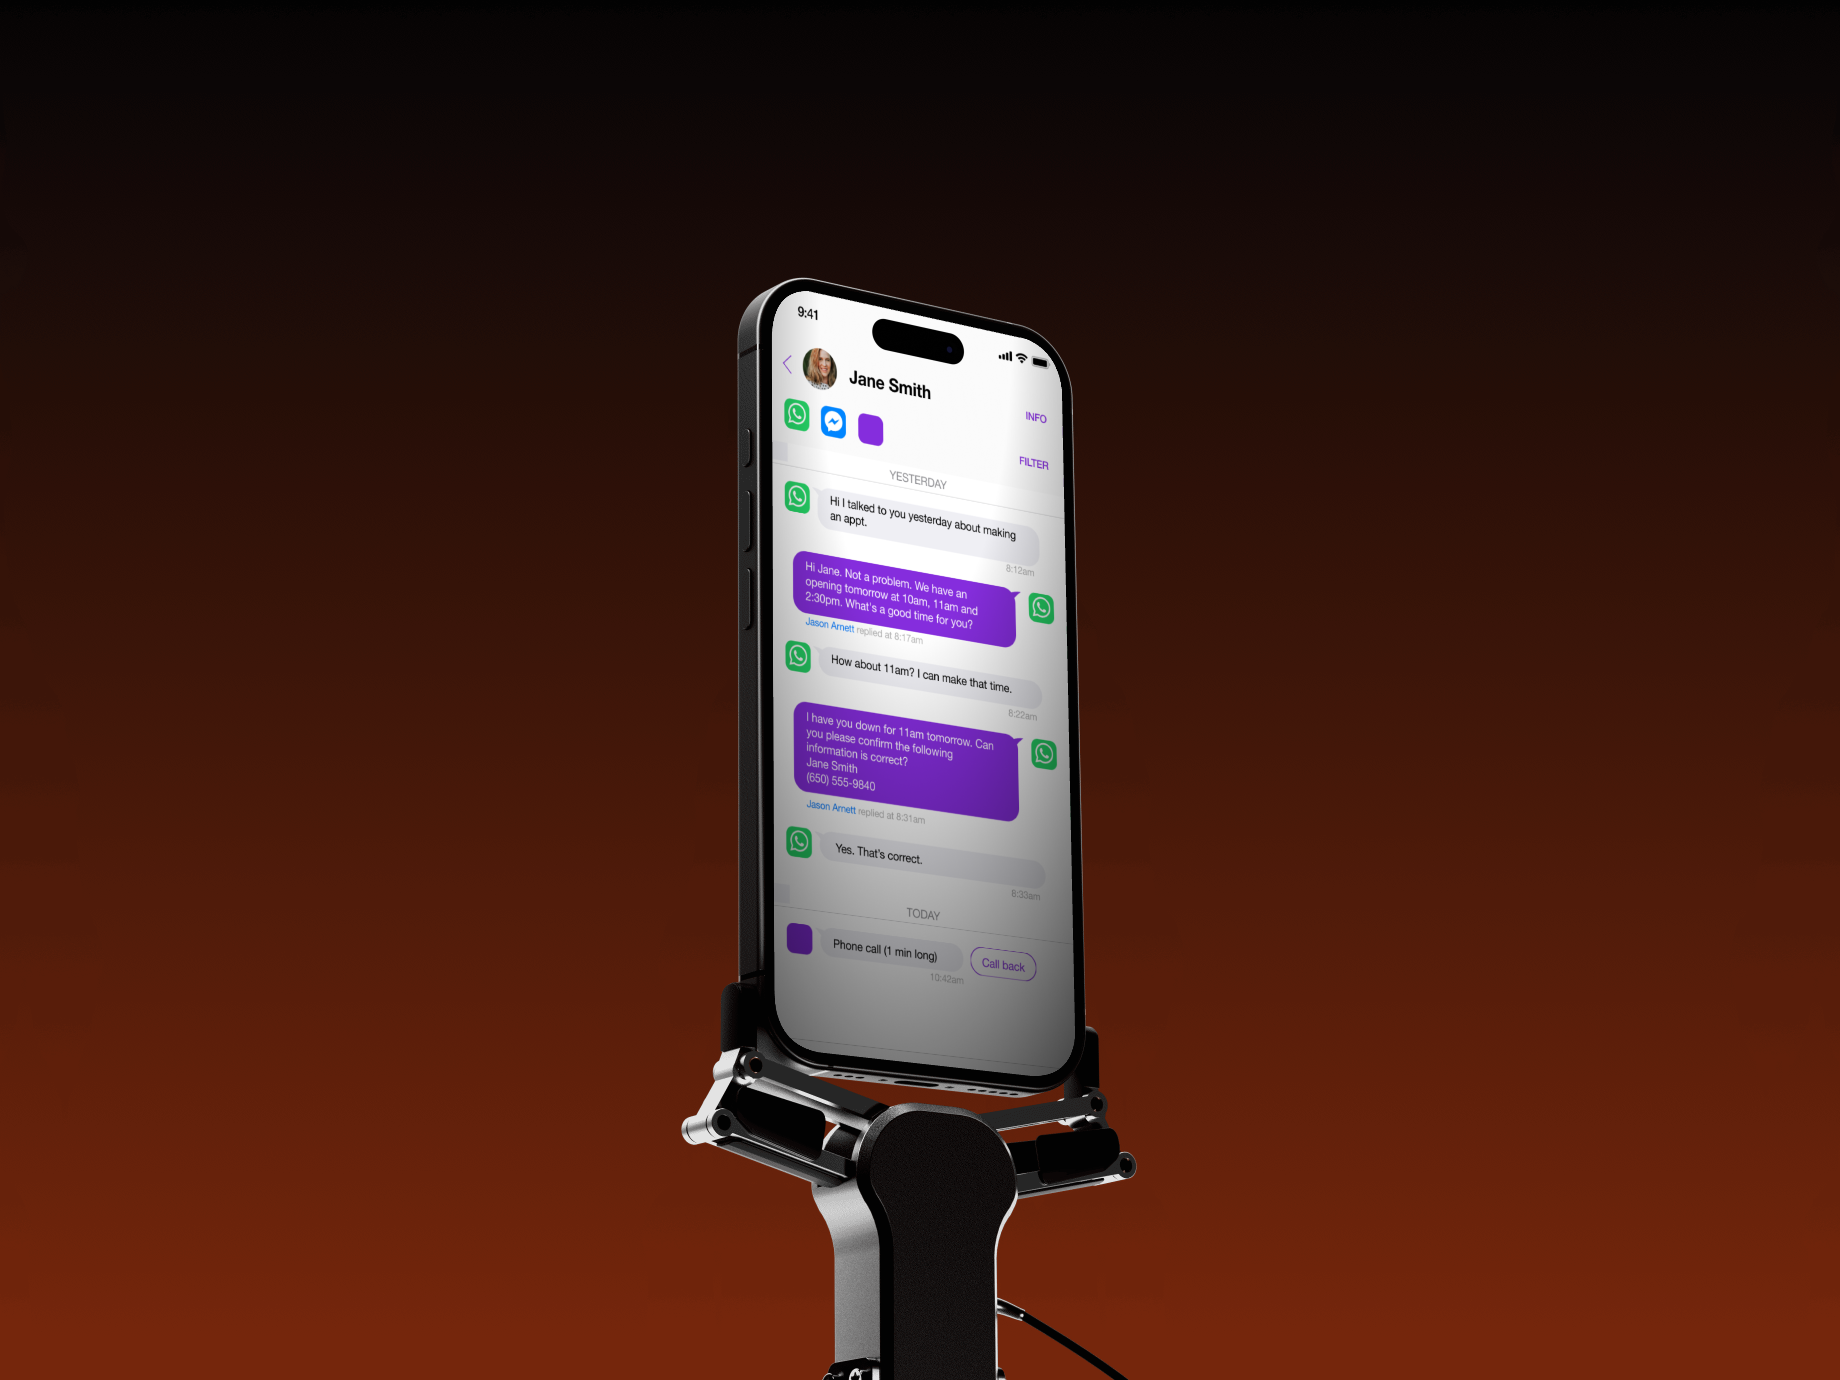 9:41
Jane Smith
INFO
FILTER
YESTERDAY
Hi I talked to you yesterday about making
an appt.
8:12am
Hi Jane. Not a problem. We have an
opening tomorrow at 10am, 11am and
2:30pm. What's a good time for you?
Jason Arnett replied at 8:17am
How about 11am? I can make that time.
8:22am
I have you down for 11am tomorrow. Can
you please confirm the following
information is correct?
Jane Smith
(650) 555-9840
Jason Arnett replied at 8:31am
Yes. That's correct.
8:33am
TODAY
Phone call (1 min long)
Call back
10:42am